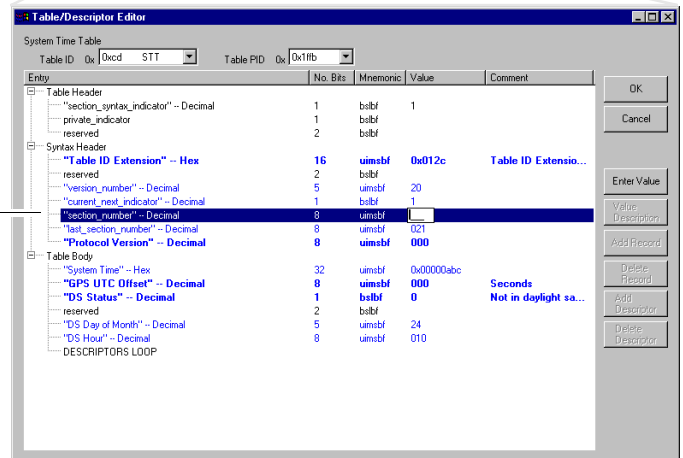 Table/Descriptor Editor
System Time Table
Table ID 0x 0xcd STT Table PID 0x 0x1ffb
Entry No. Bits Mnemonic Value Comment
Table Header
"section_syntax_indicator" -- Decimal 1 bslbf 1
private_indicator 1 bslbf
reserved 2 bslbf
Syntax Header
"Table ID Extension" -- Hex 16 uimsbf 0x012c Table ID Extensio...
reserved 2 bslbf
"version_number" -- Decimal 5 uimsbf 20
"current_next_indicator" -- Decimal 1 bslbf 1
"section_number" -- Decimal 8 uimsbf __
"last_section_number" -- Decimal 8 uimsbf 021
"Protocol Version" -- Decimal 8 uimsbf 000
Table Body
"System Time" -- Hex 32 uimsbf 0x00000abc
"GPS UTC Offset" -- Decimal 8 uimsbf 000 Seconds
"DS Status" -- Decimal 1 bslbf 0 Not in daylight sa...
reserved 2 bslbf
"DS Day of Month" -- Decimal 5 uimsbf 24
"DS Hour" -- Decimal 8 uimsbf 010
DESCRIPTORS LOOP
OK
Cancel
Enter Value
Value
Description
Add Record
Delete
Record
Add
Descriptor
Delete
Descriptor